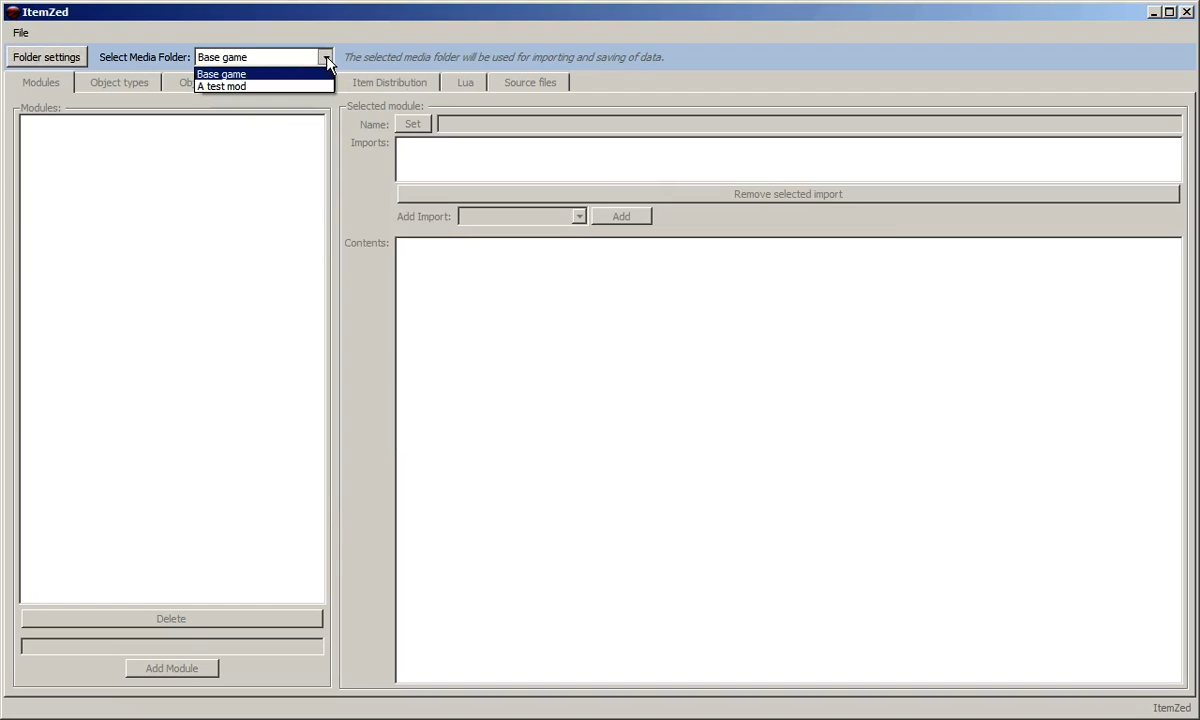 ItemZed
File
Folder settings Select Media Folder: Base game The selected media folder will be used for importing and saving of data.
Base game
A test mod
Modules Object types Item Distribution Lua Source files
Modules: Selected module:
Name: Set
Imports:
Remove selected import
Add Import: Add
Contents:
Delete
Add Module
ItemZed